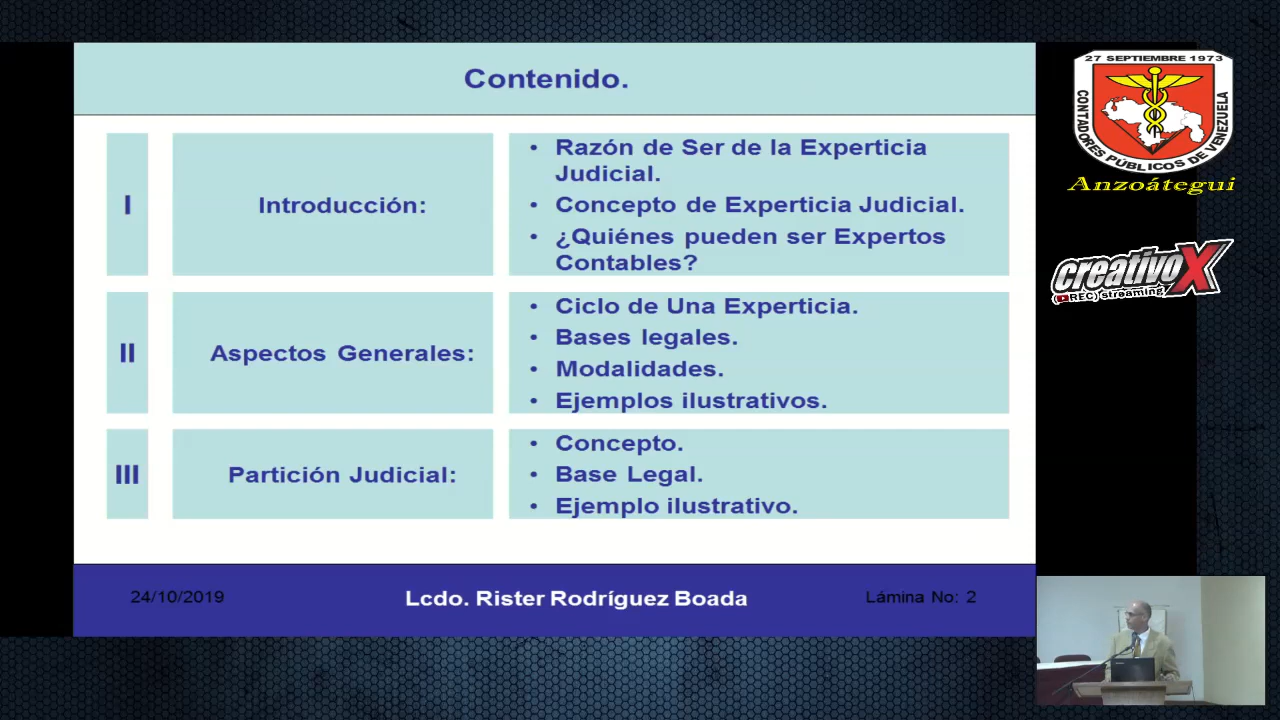 Contenido.
I
Introducción:
• Razón de Ser de la Experticia
Judicial.
• Concepto de Experticia Judicial.
• ¿Quiénes pueden ser Expertos
Contables?
II
Aspectos Generales:
• Ciclo de Una Experticia.
• Bases legales.
• Modalidades.
• Ejemplos ilustrativos.
III
Partición Judicial:
• Concepto.
• Base Legal.
• Ejemplo ilustrativo.
24/10/2019
Lcdo. Rister Rodríguez Boada
Lámina No: 2
27 SEPTIEMBRE 1973
CONTADORES PÚBLICOS DE VENEZUELA
Anzoátegui
creativoX
(REC) streaming